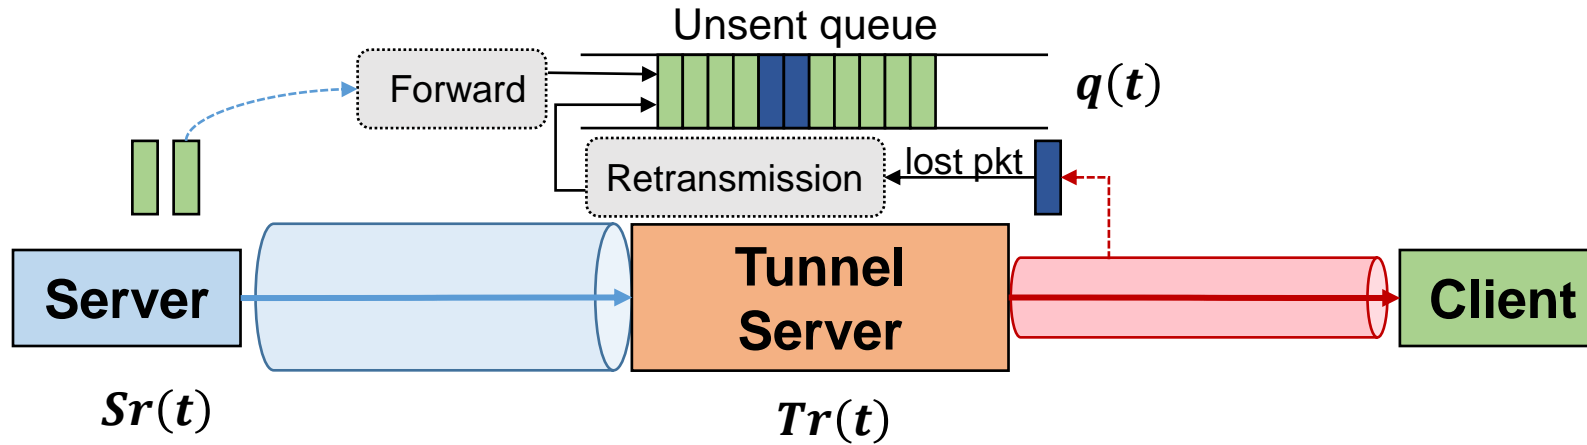 Unsent queue
Forward
q(t)
Retransmission
lost pkt
Server
Tunnel
Server
Client
Sr(t)
Tr(t)